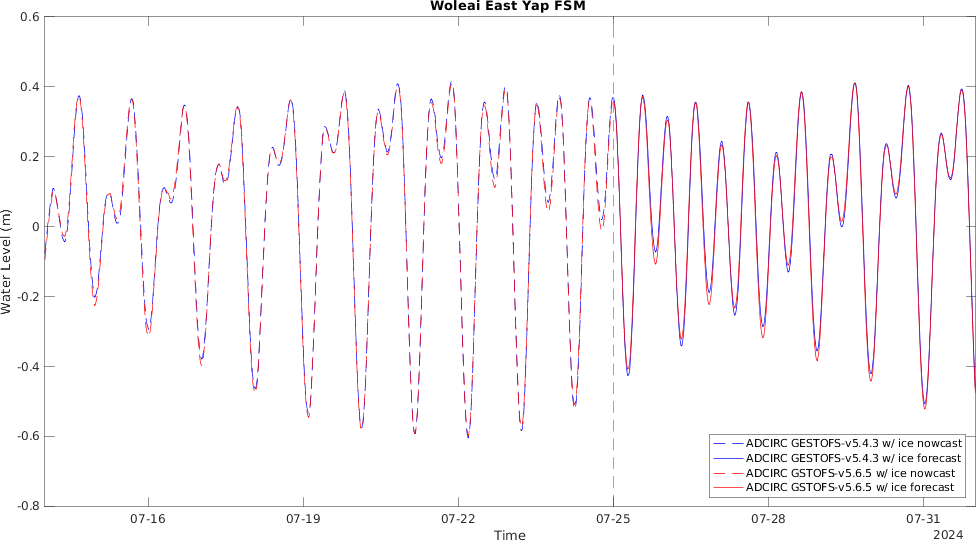 Woleai East Yap FSM
0.6
0.4
0.2
0
-0.2
-0.4
-0.6
-0.8
Water Level (m)
ADCIRC GESTOFS-v5.4.3 w/ ice nowcast
ADCIRC GESTOFS-v5.4.3 w/ ice forecast
ADCIRC GSTOFS-v5.6.5 w/ ice nowcast
ADCIRC GSTOFS-v5.6.5 w/ ice forecast
07-16 07-19 07-22 07-25 07-28 07-31
Time 2024